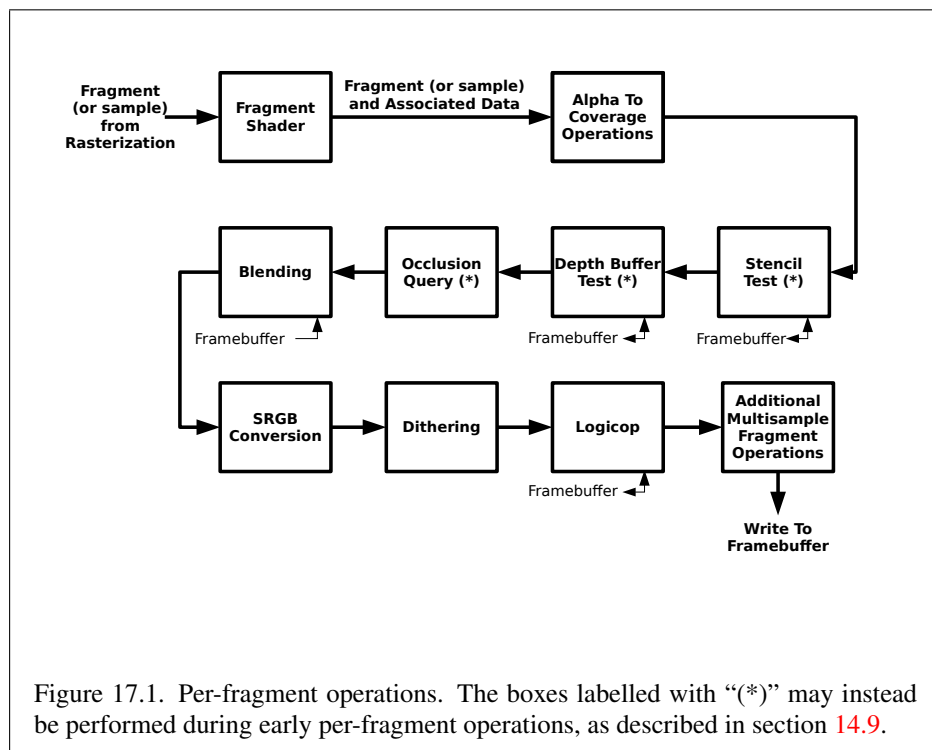 Fragment
(or sample)
from
Rasterization
Fragment
Shader
Fragment (or sample)
and Associated Data
Alpha To
Coverage
Operations
Blending
Occlusion
Query (*)
Depth Buffer
Test (*)
Stencil
Test (*)
Framebuffer
Framebuffer
Framebuffer
SRGB
Conversion
Dithering
Logicop
Additional
Multisample
Fragment
Operations
Framebuffer
Write To
Framebuffer
Figure 17.1. Per-fragment operations. The boxes labelled with “(*)” may instead
be performed during early per-fragment operations, as described in section 14.9.